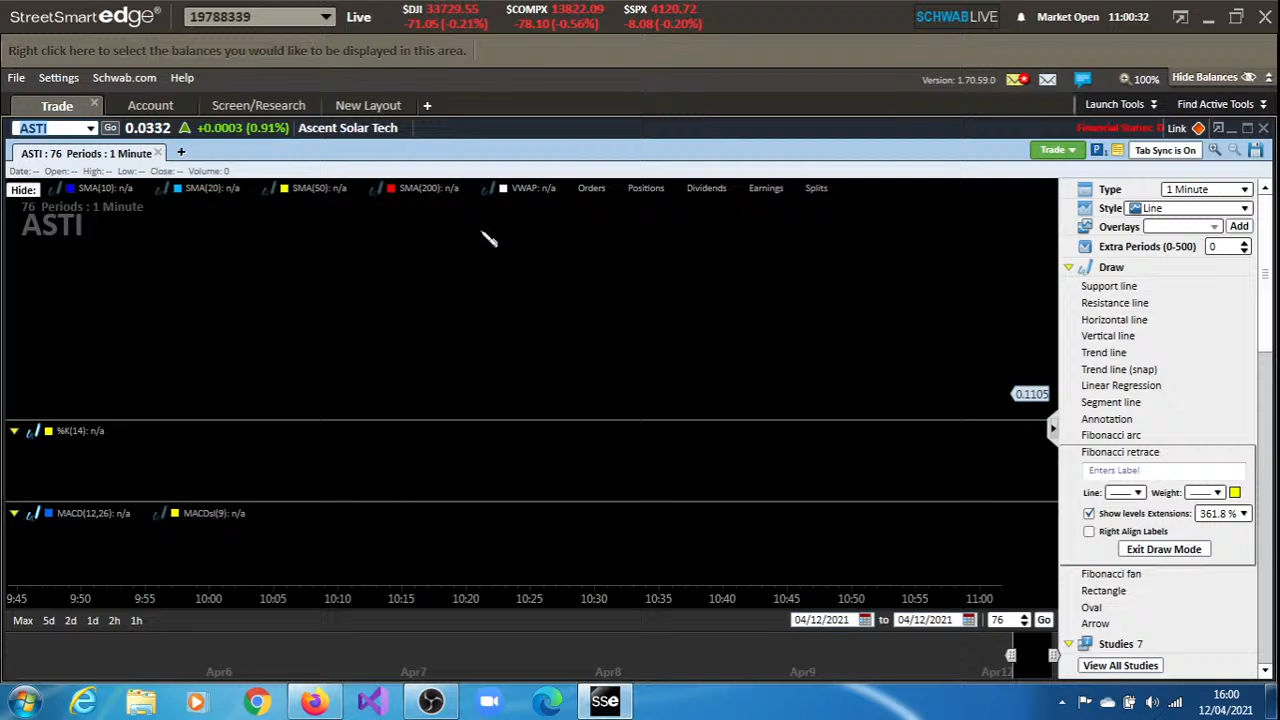 StreetSmart edge 19788339 Live $DJI 33729.55 -71.05 (-0.21%) $COMPX 13822.09 -78.10 (-0.56%) $SPX 4120.72 -8.08 (-0.20%) SCHWABLIVE Market Open 11:00:32
Right click here to select the balances you would like to be displayed in this area.
File Settings Schwab.com Help Version: 1.70.59.0 100% Hide Balances
Trade Account Screen/Research New Layout + Launch Tools Find Active Tools
ASTI Go 0.0332 +0.0003 (0.91%) Ascent Solar Tech Financial Status: D Link
ASTI : 76 Periods : 1 Minute + Trade Tab Sync is On
Date:-- Open:-- High:-- Low:-- Close:-- Volume: 0
Hide: SMA(10): n/a SMA(20): n/a SMA(50): n/a SMA(200): n/a VWAP: n/a Orders Positions Dividends Earnings Splits
76 Periods : 1 Minute
ASTI
0.1105
%K(14): n/a
MACD(12,26): n/a MACDsl(9): n/a
9:45 9:50 9:55 10:00 10:05 10:10 10:15 10:20 10:25 10:30 10:35 10:40 10:45 10:50 10:55 11:00
Max 5d 2d 1d 2h 1h 04/12/2021 to 04/12/2021 76 Go
Apr6 Apr7 Apr8 Apr9 Apr12
Type 1 Minute
Style Line
Overlays Add
Extra Periods (0-500) 0
Draw
Support line
Resistance line
Horizontal line
Vertical line
Trend line
Trend line (snap)
Linear Regression
Segment line
Annotation
Fibonacci arc
Fibonacci retrace
Enters Label
Line: Weight:
Show levels Extensions: 361.8 %
Right Align Labels
Exit Draw Mode
Fibonacci fan
Rectangle
Oval
Arrow
Studies 7
View All Studies
SSe
16:00
12/04/2021